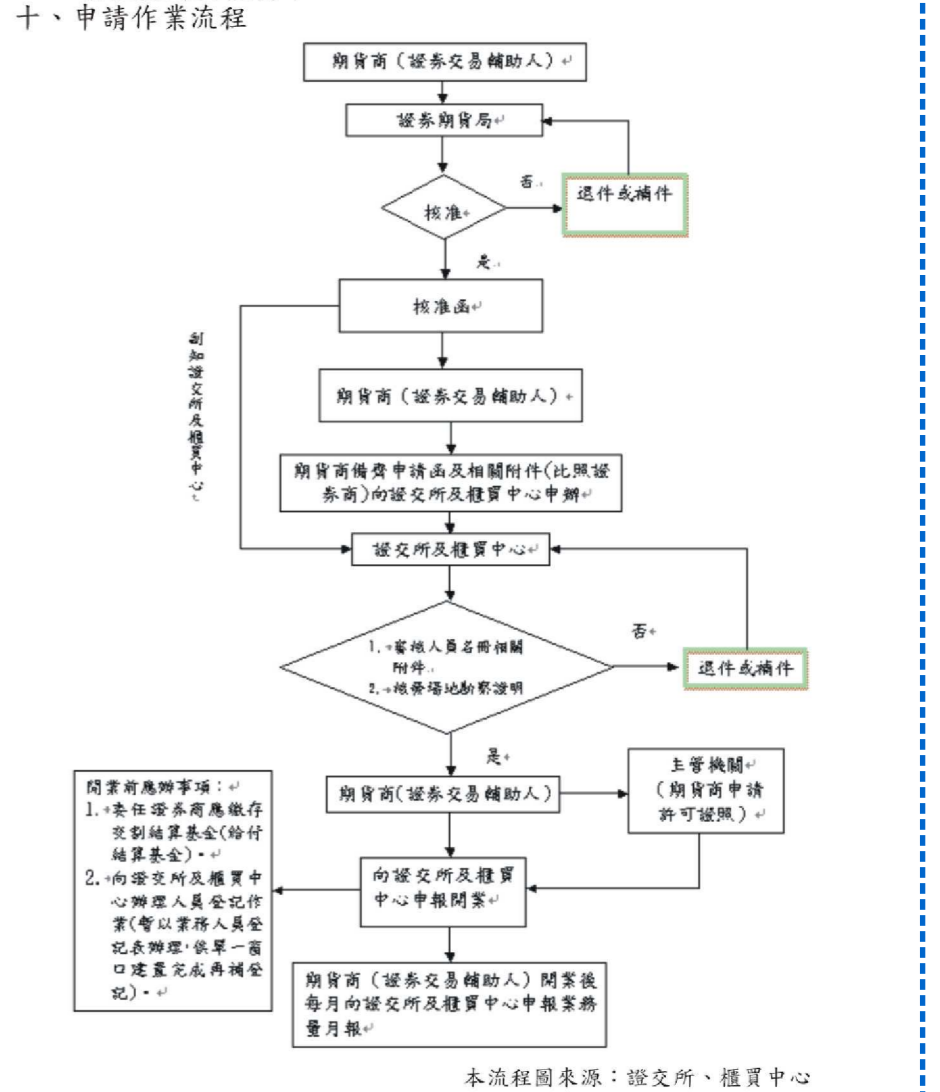 十、申請作業流程
期貨商（證券交易輔助人）
證券期貨局
否
退件或補件
核准
是
核准函
副知證交所及櫃買中心
期貨商（證券交易輔助人）
期貨商備齊申請函及相關附件(比照證
券商)向證交所及櫃買中心申辦
證交所及櫃買中心
1. 審核人員名冊相關
附件
2. 核發場地勘察證明
否
退件或補件
是
期貨商(證券交易輔助人)
主管機關
（期貨商申請
許可證照）
開業前應辦事項：
1. 委任證券商應繳存
交割結算基金(給付
結算基金)。
2. 向證交所及櫃買中
心辦理人員登記作
業(暫以業務人員登
記表辦理，俟單一窗
口建置完成再補登
記)。
向證交所及櫃買
中心申報開業
期貨商（證券交易輔助人）開業後
每月向證交所及櫃買中心申報業務
量月報
本流程圖來源：證交所、櫃買中心